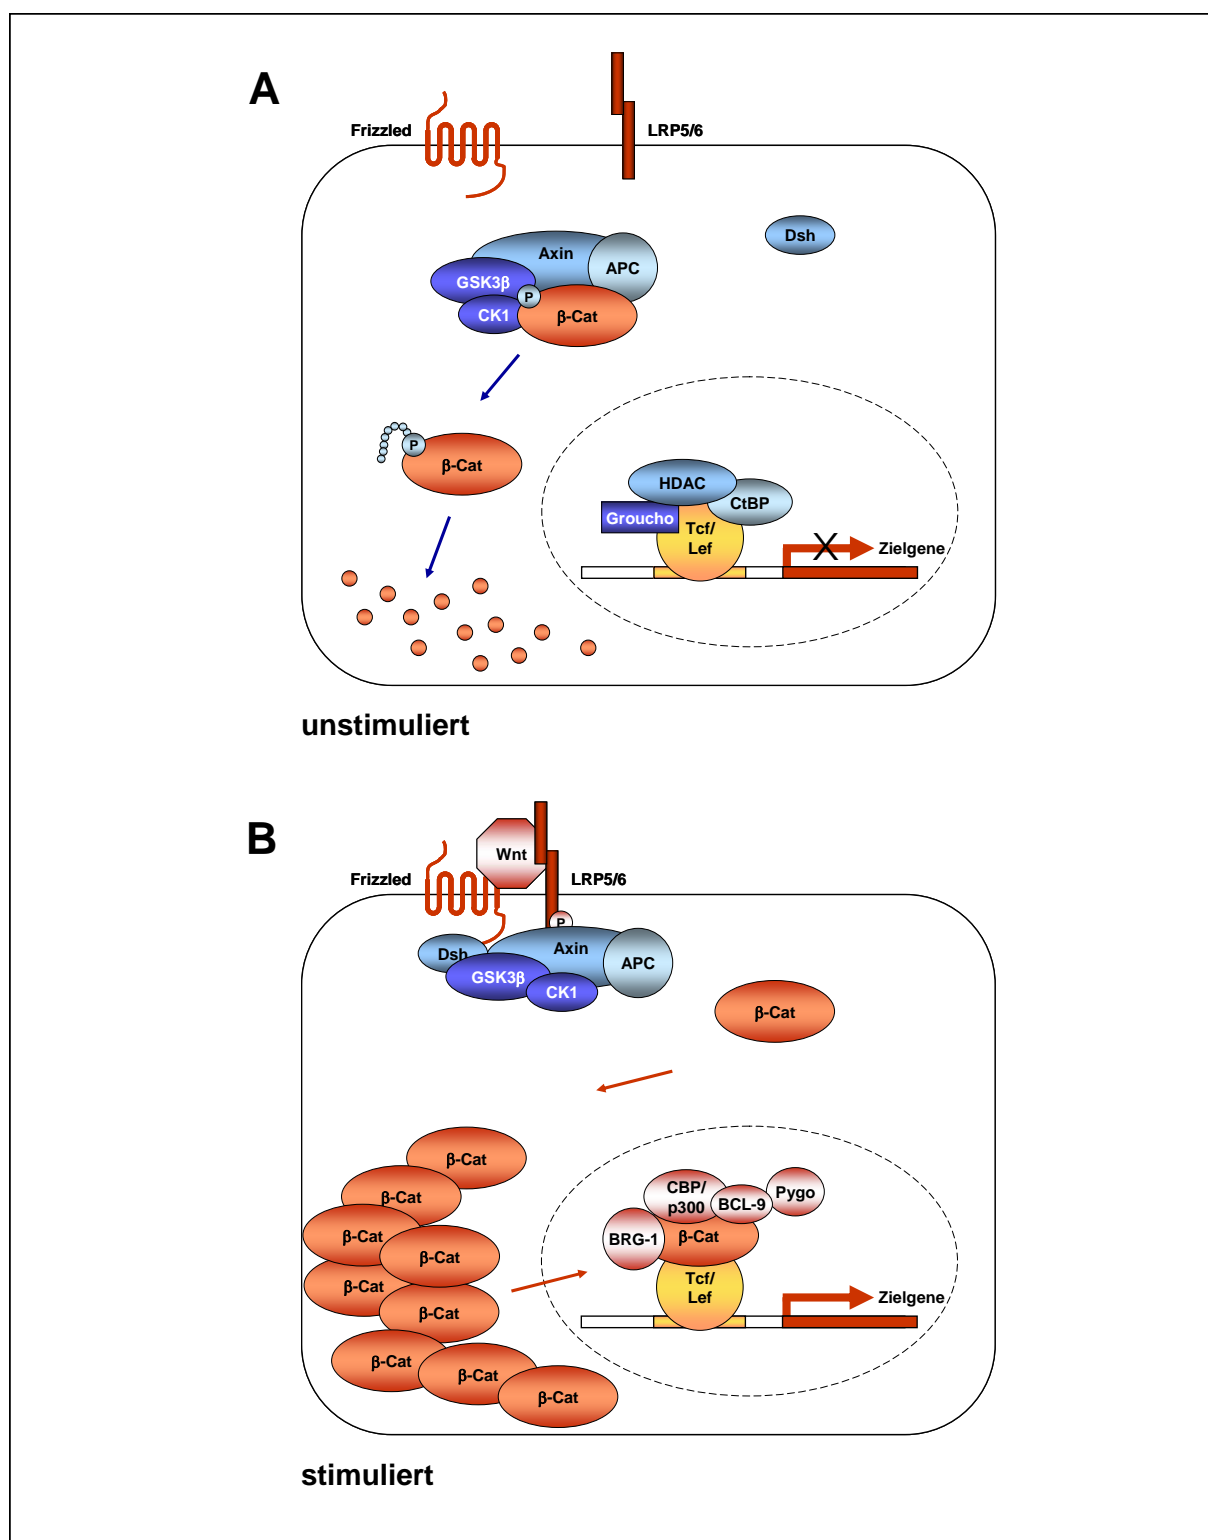 A
Frizzled
LRP5/6
Dsh
Axin
APC
GSK3β
P
CK1
β-Cat
P
β-Cat
HDAC
CtBP
Groucho
Tcf/
Lef
X
Zielgene
unstimuliert
B
Wnt
Frizzled
LRP5/6
P
Dsh
Axin
APC
GSK3β
CK1
β-Cat
β-Cat
β-Cat
β-Cat
β-Cat
β-Cat
β-Cat
β-Cat
β-Cat
β-Cat
CBP/
p300
BCL-9
Pygo
BRG-1
β-Cat
Tcf/
Lef
Zielgene
stimuliert